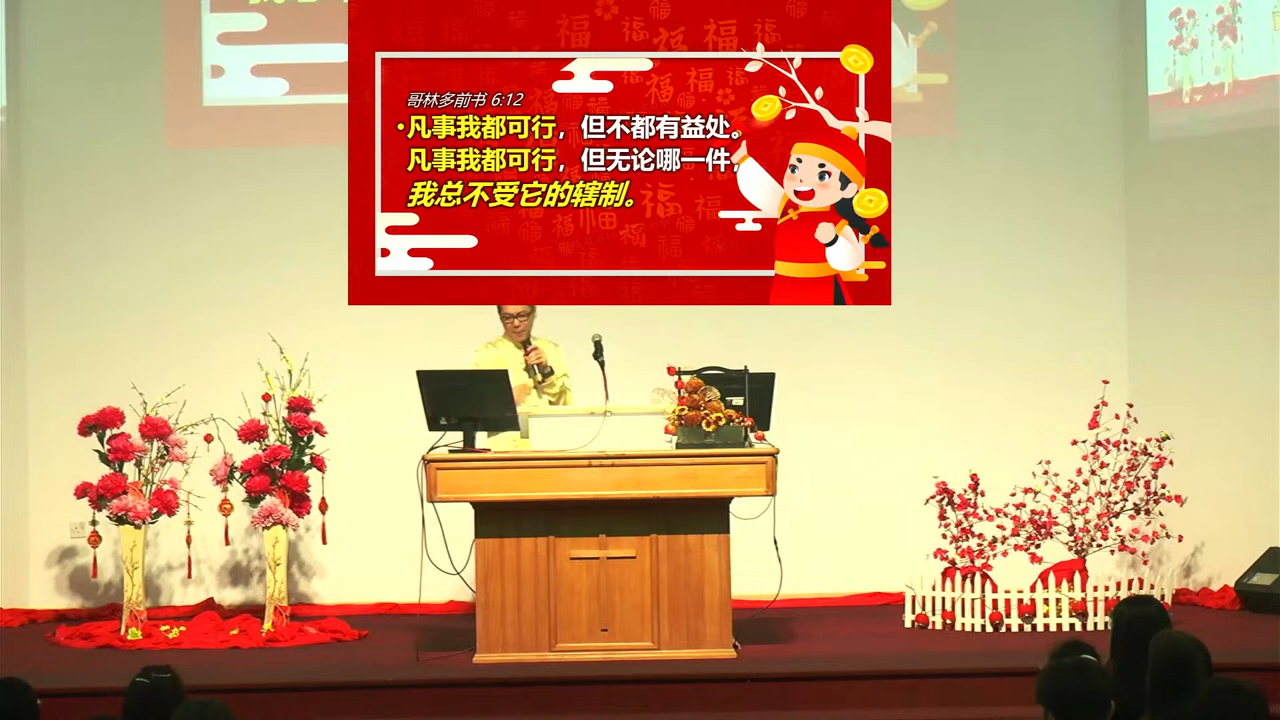 哥林多前书 6:12
•凡事我都可行，但不都有益处。
凡事我都可行，但无论哪一件，
我总不受它的辖制。